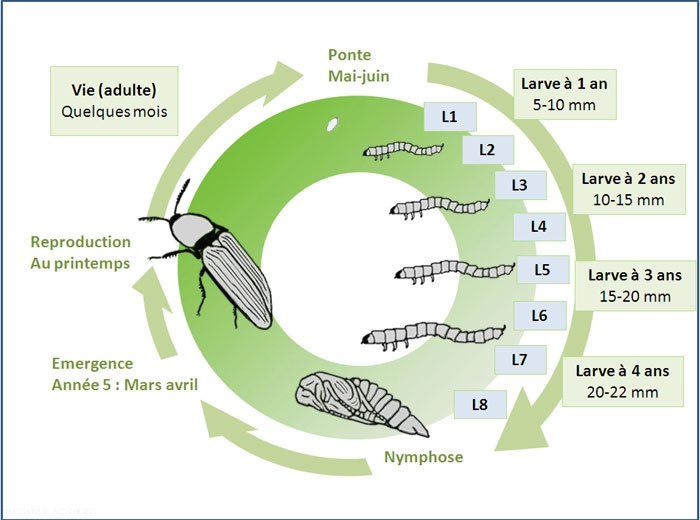 Ponte
Mai-juin
Vie (adulte)
Quelques mois
Larve à 1 an
5-10 mm
L1
L2
L3
Larve à 2 ans
10-15 mm
L4
Reproduction
Au printemps
L5
Larve à 3 ans
15-20 mm
L6
L7
Emergence
Année 5 : Mars avril
Larve à 4 ans
20-22 mm
L8
Nymphose